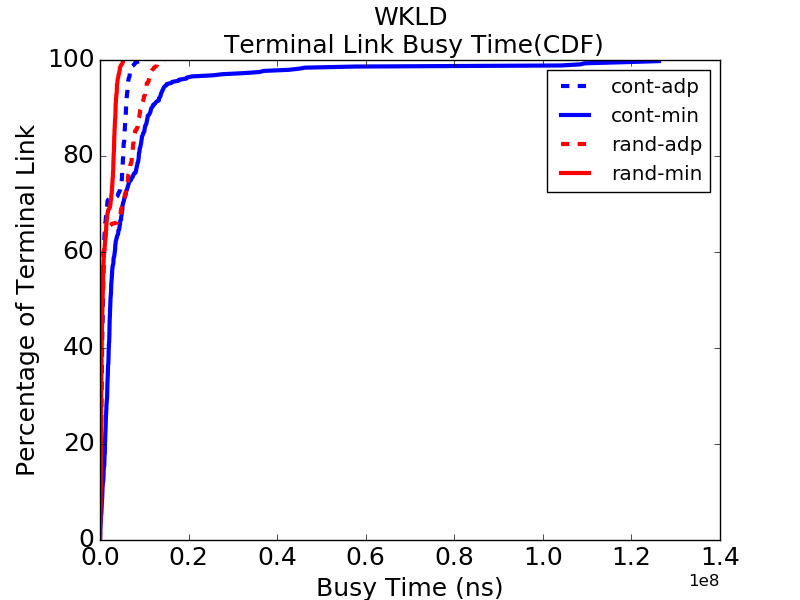 WKLD
Terminal Link Busy Time(CDF)
Percentage of Terminal Link
100
80
60
40
20
0
cont-adp
cont-min
rand-adp
rand-min
0.0 0.2 0.4 0.6 0.8 1.0 1.2 1.4
1e8
Busy Time (ns)